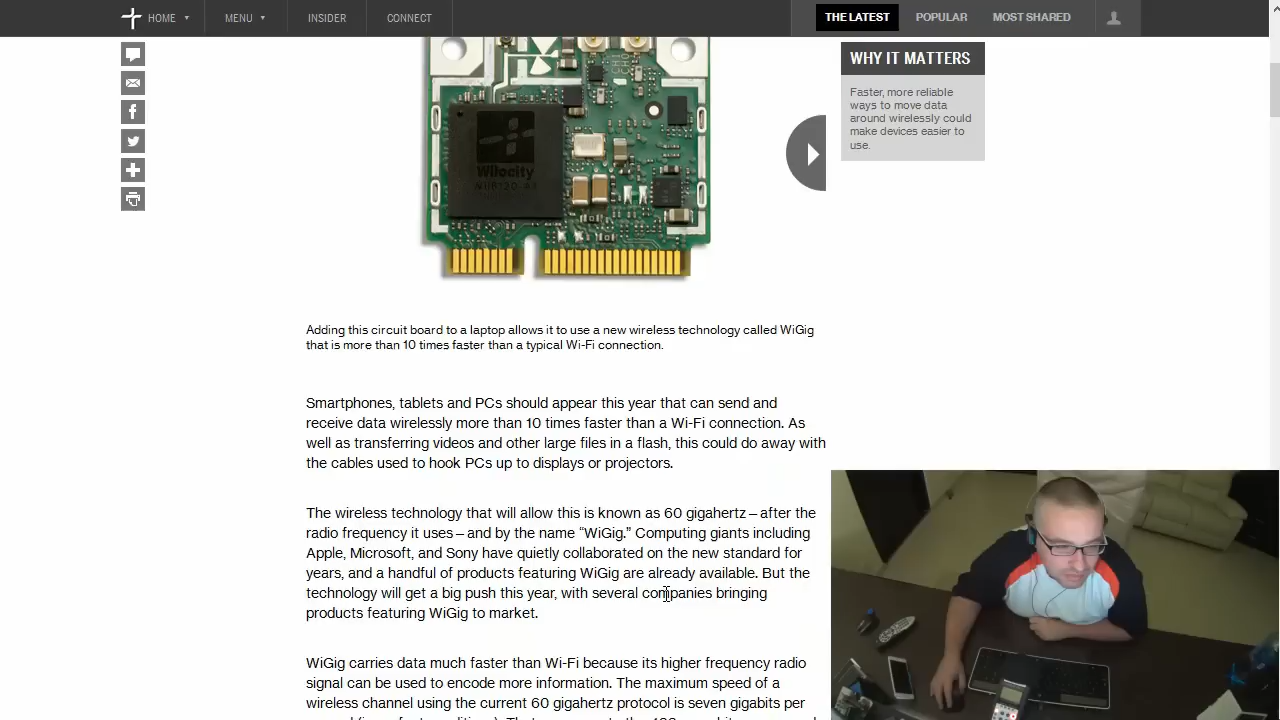 HOME
MENU
INSIDER
CONNECT
THE LATEST
POPULAR
MOST SHARED
WHY IT MATTERS
Faster, more reliable
ways to move data
around wirelessly could
make devices easier to
use.
Wilocity
Adding this circuit board to a laptop allows it to use a new wireless technology called WiGig
that is more than 10 times faster than a typical Wi-Fi connection.
Smartphones, tablets and PCs should appear this year that can send and
receive data wirelessly more than 10 times faster than a Wi-Fi connection. As
well as transferring videos and other large files in a flash, this could do away with
the cables used to hook PCs up to displays or projectors.
The wireless technology that will allow this is known as 60 gigahertz—after the
radio frequency it uses—and by the name “WiGig.” Computing giants including
Apple, Microsoft, and Sony have quietly collaborated on the new standard for
years, and a handful of products featuring WiGig are already available. But the
technology will get a big push this year, with several companies bringing
products featuring WiGig to market.
WiGig carries data much faster than Wi-Fi because its higher frequency radio
signal can be used to encode more information. The maximum speed of a
wireless channel using the current 60 gigahertz protocol is seven gigabits per